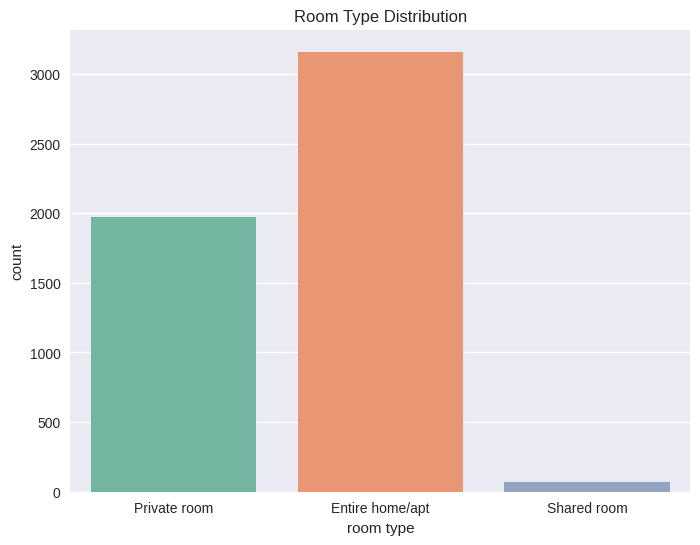 Room Type Distribution
3000
2500
2000
1500
1000
500
0
count
Private room
Entire home/apt
Shared room
room type